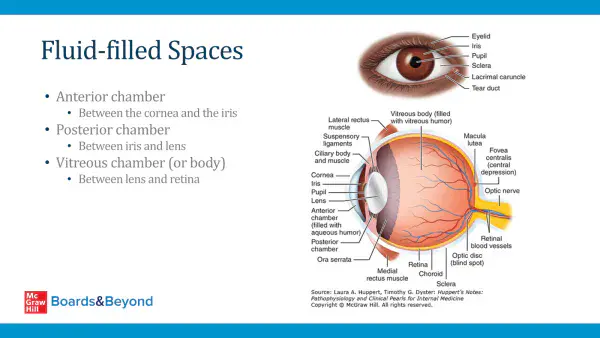 Fluid-filled Spaces
• Anterior chamber
• Between the cornea and the iris
• Posterior chamber
• Between iris and lens
• Vitreous chamber (or body)
• Between lens and retina
Eyelid
Iris
Pupil
Sclera
Lacrimal caruncle
Tear duct
Lateral rectus
muscle
Suspensory
ligaments
Ciliary body
and muscle
Cornea
Iris
Pupil
Lens
Anterior
chamber
(filled with
aqueous humor)
Posterior
chamber
Ora serrata
Medial
rectus muscle
Vitreous body (filled
with vitreous humor)
Macula
lutea
Fovea
centralis
(central
depression)
Optic nerve
Retinal
blood vessels
Optic disc
(blind spot)
Retina
Choroid
Sclera
Source: Laura A. Huppert, Timothy G. Dyster: Huppert's Notes:
Pathophysiology and Clinical Pearls for Internal Medicine
Copyright © McGraw Hill. All rights reserved.
Mc
Graw
Hill
Boards&Beyond